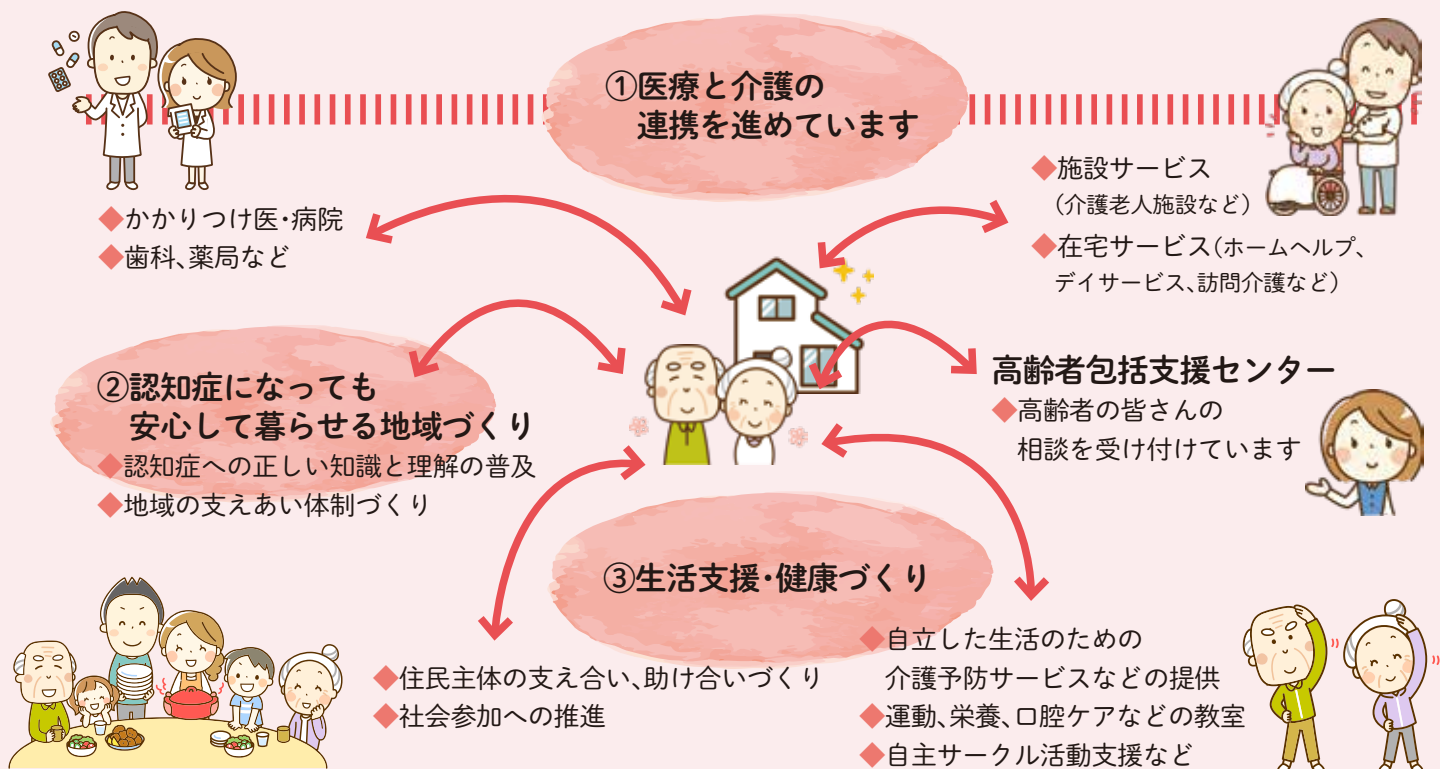 ①医療と介護の
連携を進めています
◆かかりつけ医・病院
◆歯科、薬局など
◆施設サービス
（介護老人施設など）
◆在宅サービス（ホームヘルプ、
デイサービス、訪問介護など）
②認知症になっても
安心して暮らせる地域づくり
◆認知症への正しい知識と理解の普及
◆地域の支えあい体制づくり
高齢者包括支援センター
◆高齢者の皆さんの
相談を受け付けています
③生活支援・健康づくり
◆住民主体の支え合い、助け合いづくり
◆社会参加への推進
◆自立した生活のための
介護予防サービスなどの提供
◆運動、栄養、口腔ケアなどの教室
◆自主サークル活動支援など